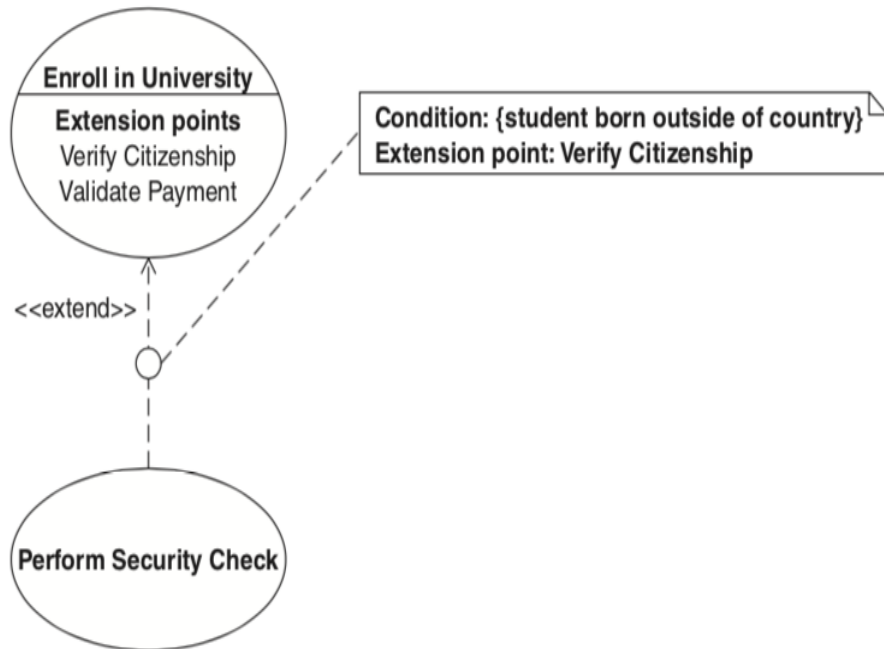 Enroll in University
Extension points
Verify Citizenship
Validate Payment
Condition: {student born outside of country}
Extension point: Verify Citizenship
<<extend>>
Perform Security Check